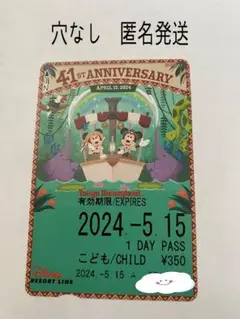 穴なし 匿名発送
41ST ANNIVERSARY
APRIL 15, 2024
Tokyo Disneyland
有効期限/EXPIRES
2024.-5.15
1 DAY PASS
こども/CHILD ¥350
2024.-5.15
Disney
RESORT LINE